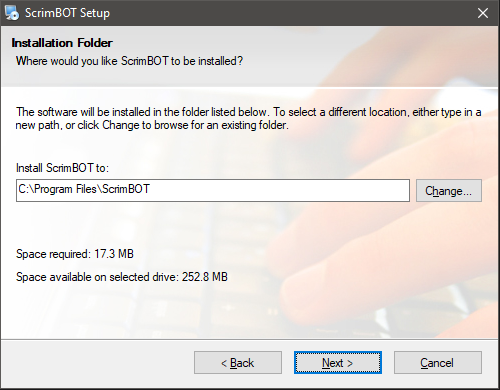 ScrimBOT Setup
Installation Folder
Where would you like ScrimBOT to be installed?
The software will be installed in the folder listed below. To select a different location, either type in a
new path, or click Change to browse for an existing folder.
Install ScrimBOT to:
C:\Program Files\ScrimBOT
Change...
Space required: 17.3 MB
Space available on selected drive: 252.8 MB
< Back
Next >
Cancel